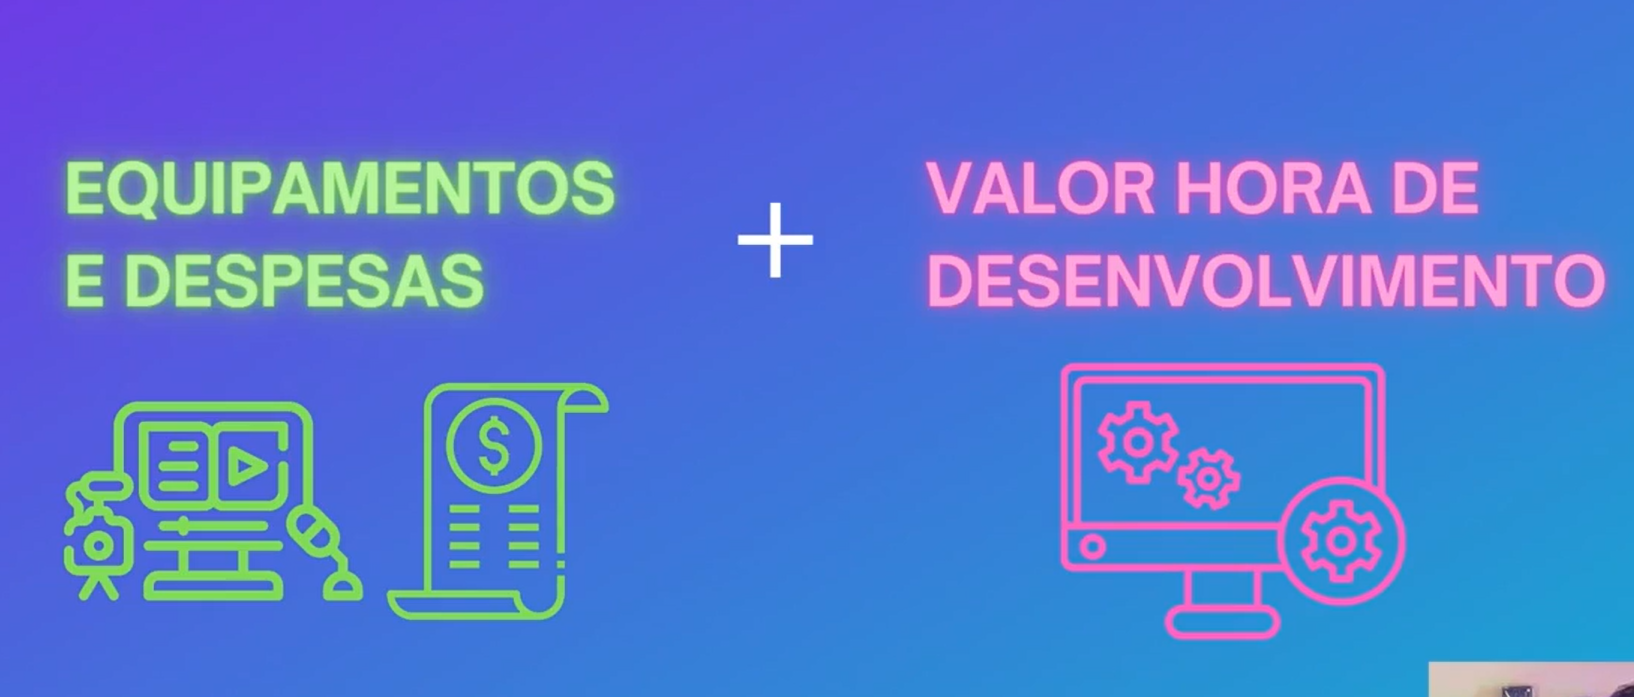 EQUIPAMENTOS
E DESPESAS
+
VALOR HORA DE
DESENVOLVIMENTO
$